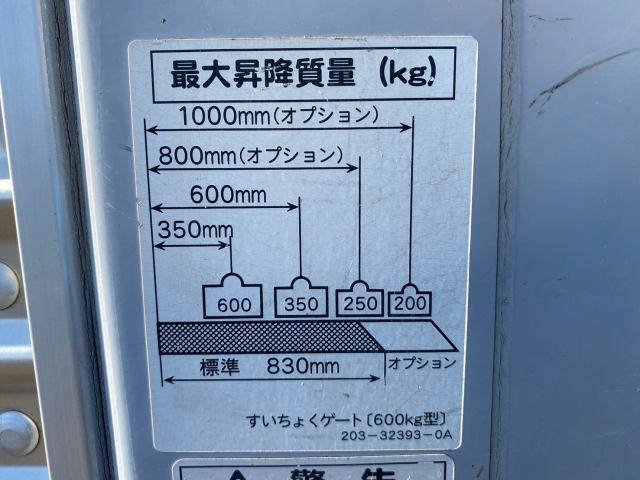 最大昇降質量 (kg)
1000mm(オプション)
800mm(オプション)
600mm
350mm
600 350 250 200
標準 830mm オプション
すいちょくゲート〔600kg型〕
203-32393-0A
警告